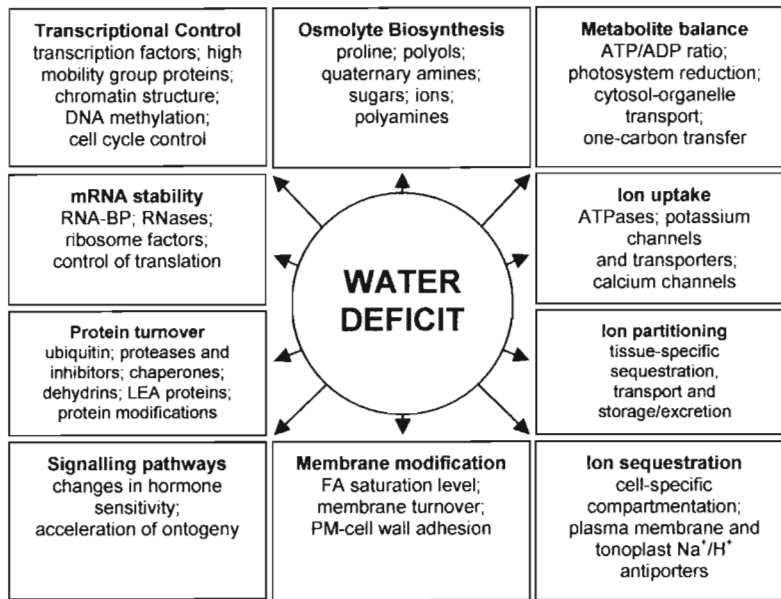 Transcriptional Control
transcription factors; high
mobility group proteins;
chromatin structure;
DNA methylation;
cell cycle control
Osmolyte Biosynthesis
proline; polyols;
quaternary amines;
sugars; ions;
polyamines
Metabolite balance
ATP/ADP ratio;
photosystem reduction;
cytosol-organelle
transport;
one-carbon transfer
mRNA stability
RNA-BP; RNases;
ribosome factors;
control of translation
WATER
DEFICIT
Ion uptake
ATPases; potassium
channels
and transporters;
calcium channels
Protein turnover
ubiquitin; proteases and
inhibitors; chaperones;
dehydrins; LEA proteins;
protein modifications
Ion partitioning
tissue-specific
sequestration,
transport and
storage/excretion
Signalling pathways
changes in hormone
sensitivity;
acceleration of ontogeny
Membrane modification
FA saturation level;
membrane turnover;
PM-cell wall adhesion
Ion sequestration
cell-specific
compartmentation;
plasma membrane and
tonoplast Na⁺/H⁺
antiporters